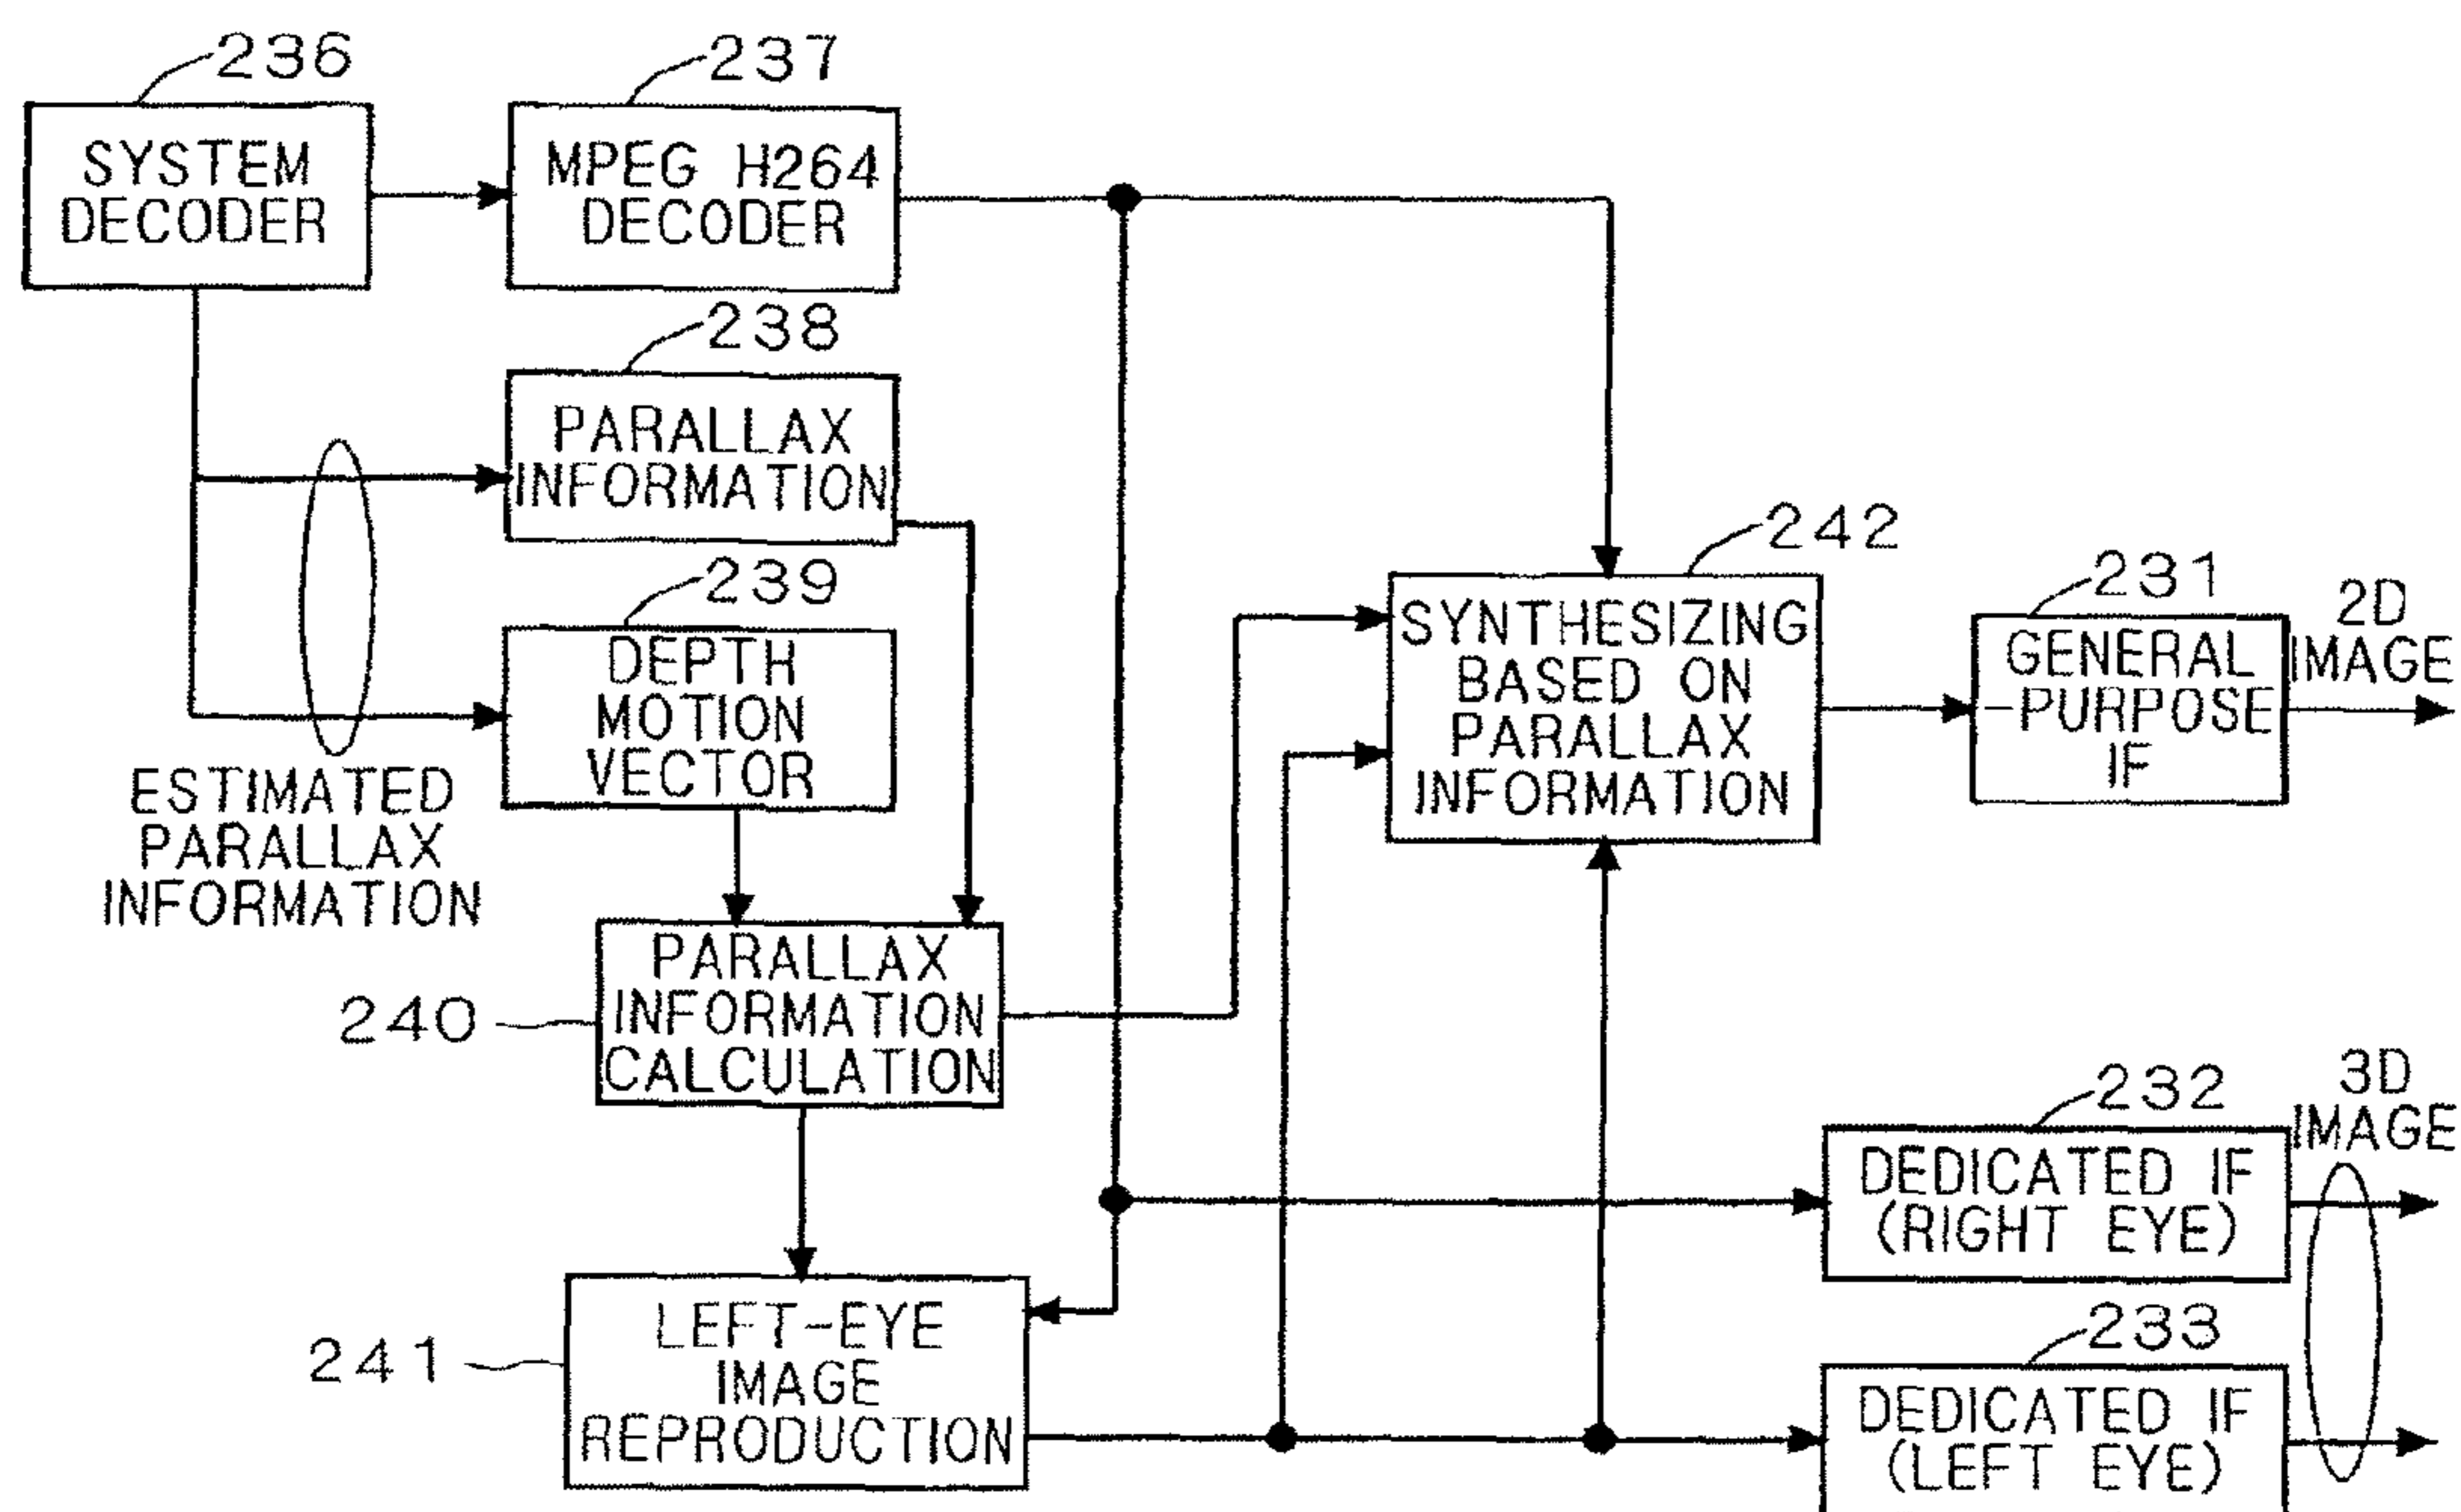 236
237
SYSTEM
DECODER
MPEG H264
DECODER
238
PARALLAX
INFORMATION
239
DEPTH
MOTION
VECTOR
ESTIMATED
PARALLAX
INFORMATION
242
SYNTHESIZING
BASED ON
PARALLAX
INFORMATION
231
GENERAL
-PURPOSE
IF
2D
IMAGE
240
PARALLAX
INFORMATION
CALCULATION
232
3D
IMAGE
DEDICATED IF
(RIGHT EYE)
241
LEFT-EYE
IMAGE
REPRODUCTION
233
DEDICATED IF
(LEFT EYE)